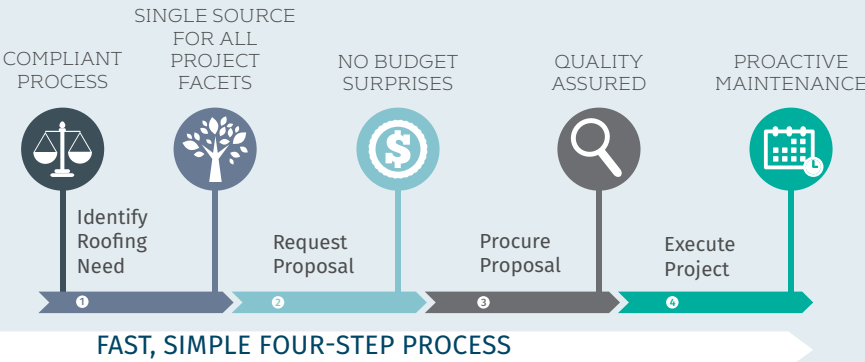 COMPLIANT
PROCESS
SINGLE SOURCE
FOR ALL
PROJECT
FACETS
NO BUDGET
SURPRISES
QUALITY
ASSURED
PROACTIVE
MAINTENANCE
$
Identify
Roofing
Need
Request
Proposal
Procure
Proposal
Execute
Project
1
2
3
4
FAST, SIMPLE FOUR-STEP PROCESS